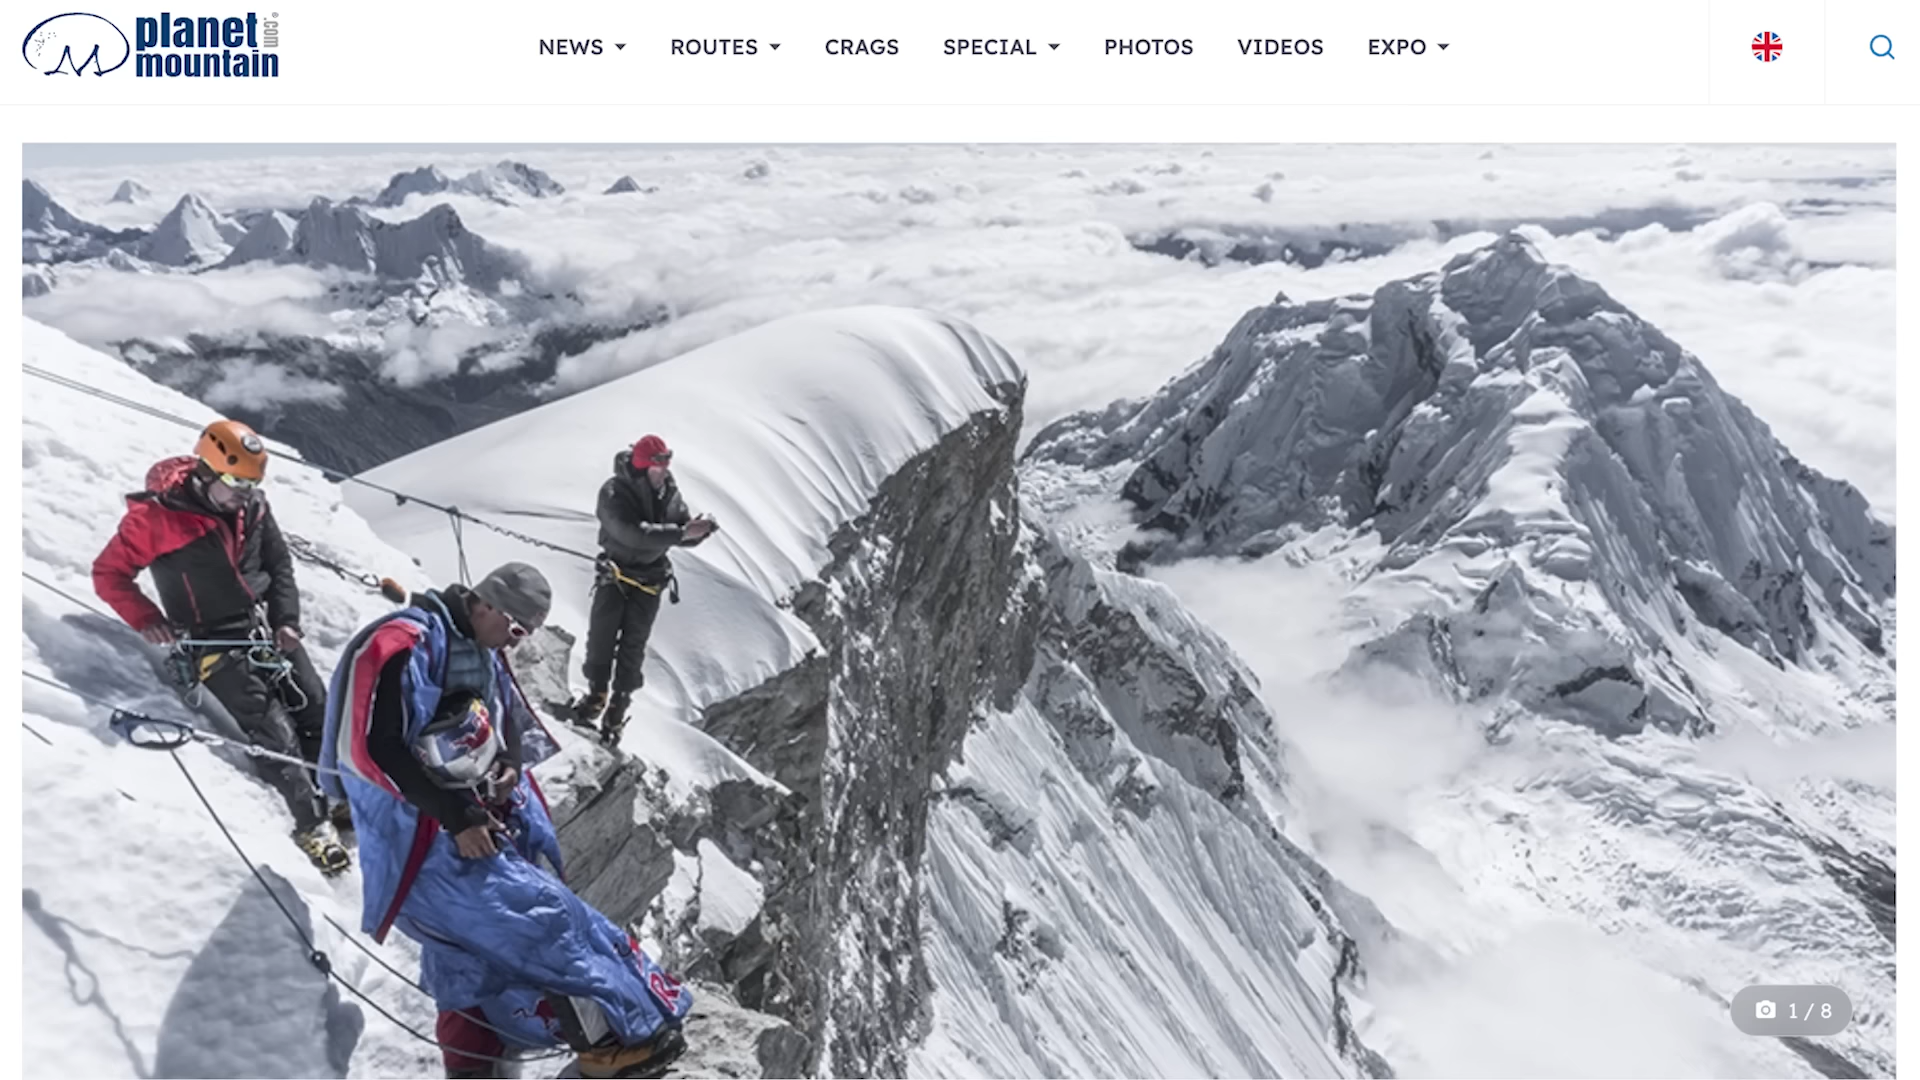 planet
mountain
.com
NEWS
ROUTES
CRAGS
SPECIAL
PHOTOS
VIDEOS
EXPO
1 / 8